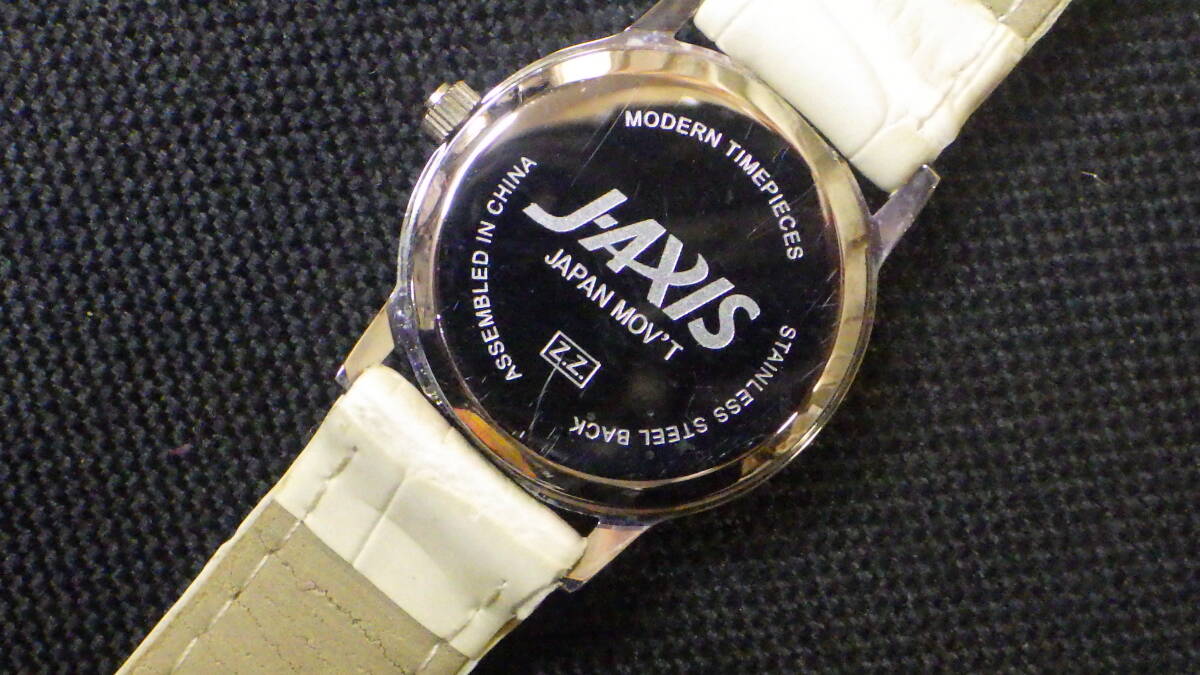 MODERN TIMEPIECES
J-AXIS
JAPAN MOV'T
Z.Z.
STAINLESS STEEL BACK
ASSEMBLED IN CHINA